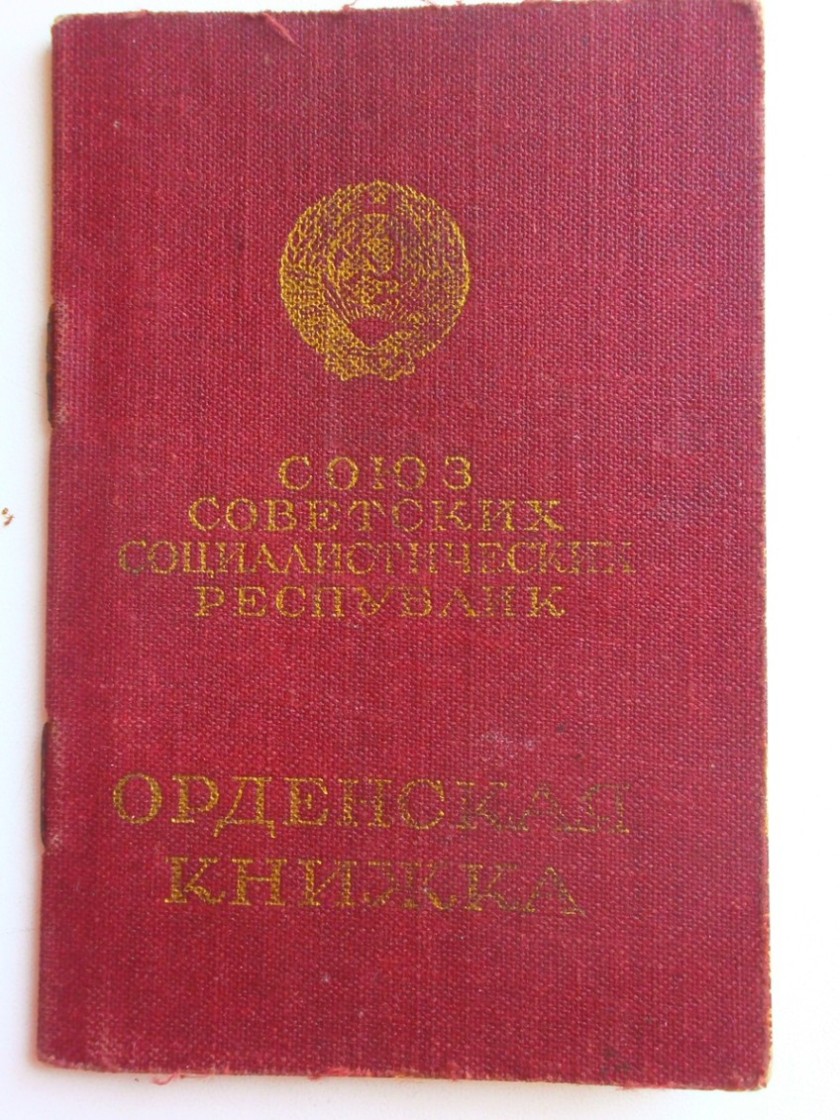 СОЮЗ
СОВЕТСКИХ
СОЦИАЛИСТИЧЕСКИХ
РЕСПУБЛИК
ОРДЕНСКАЯ
КНИЖКА